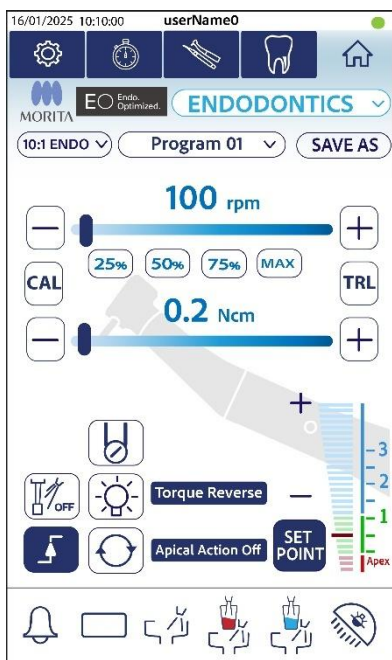 16/01/2025 10:10:00 userName0
MORITA
EO Endo. Optimized.
ENDODONTICS
10:1 ENDO
Program 01
SAVE AS
100 rpm
25%
50%
75%
MAX
CAL
TRL
0.2 Ncm
3
2
1
Apex
OFF
Torque Reverse
Apical Action Off
SET
POINT